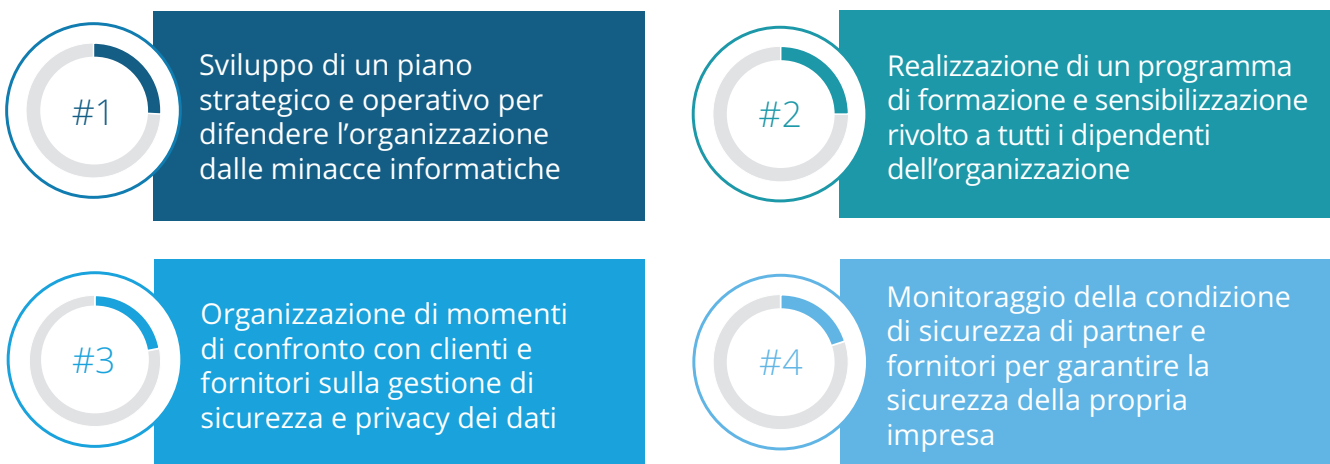 #1
Sviluppo di un piano
strategico e operativo per
difendere l’organizzazione
dalle minacce informatiche
#2
Realizzazione di un programma
di formazione e sensibilizzazione
rivolto a tutti i dipendenti
dell’organizzazione
#3
Organizzazione di momenti
di confronto con clienti e
fornitori sulla gestione di
sicurezza e privacy dei dati
#4
Monitoraggio della condizione
di sicurezza di partner e
fornitori per garantire la
sicurezza della propria
impresa